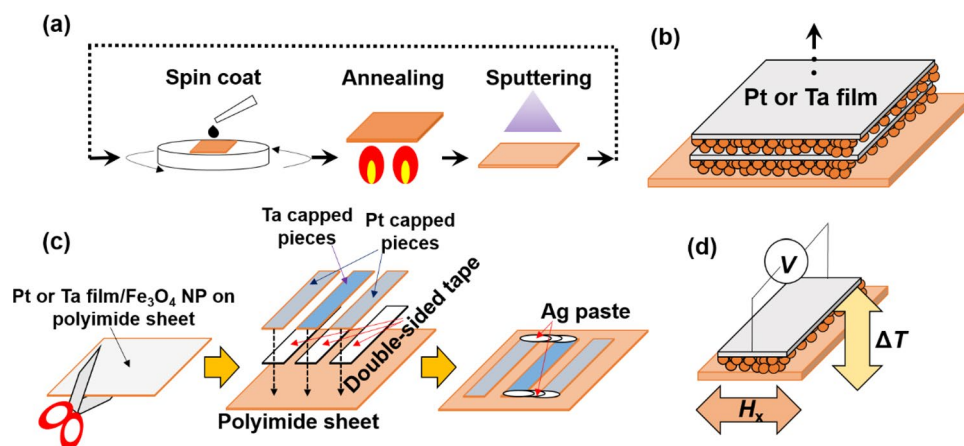 (a)
Spin coat
Annealing
Sputtering
(b)
Pt or Ta film
(c)
Pt or Ta film/Fe₃O₄ NP on
polyimide sheet
Ta capped
pieces
Pt capped
pieces
Double-sided tape
Polyimide sheet
Ag paste
(d)
V
ΔT
Hₓ